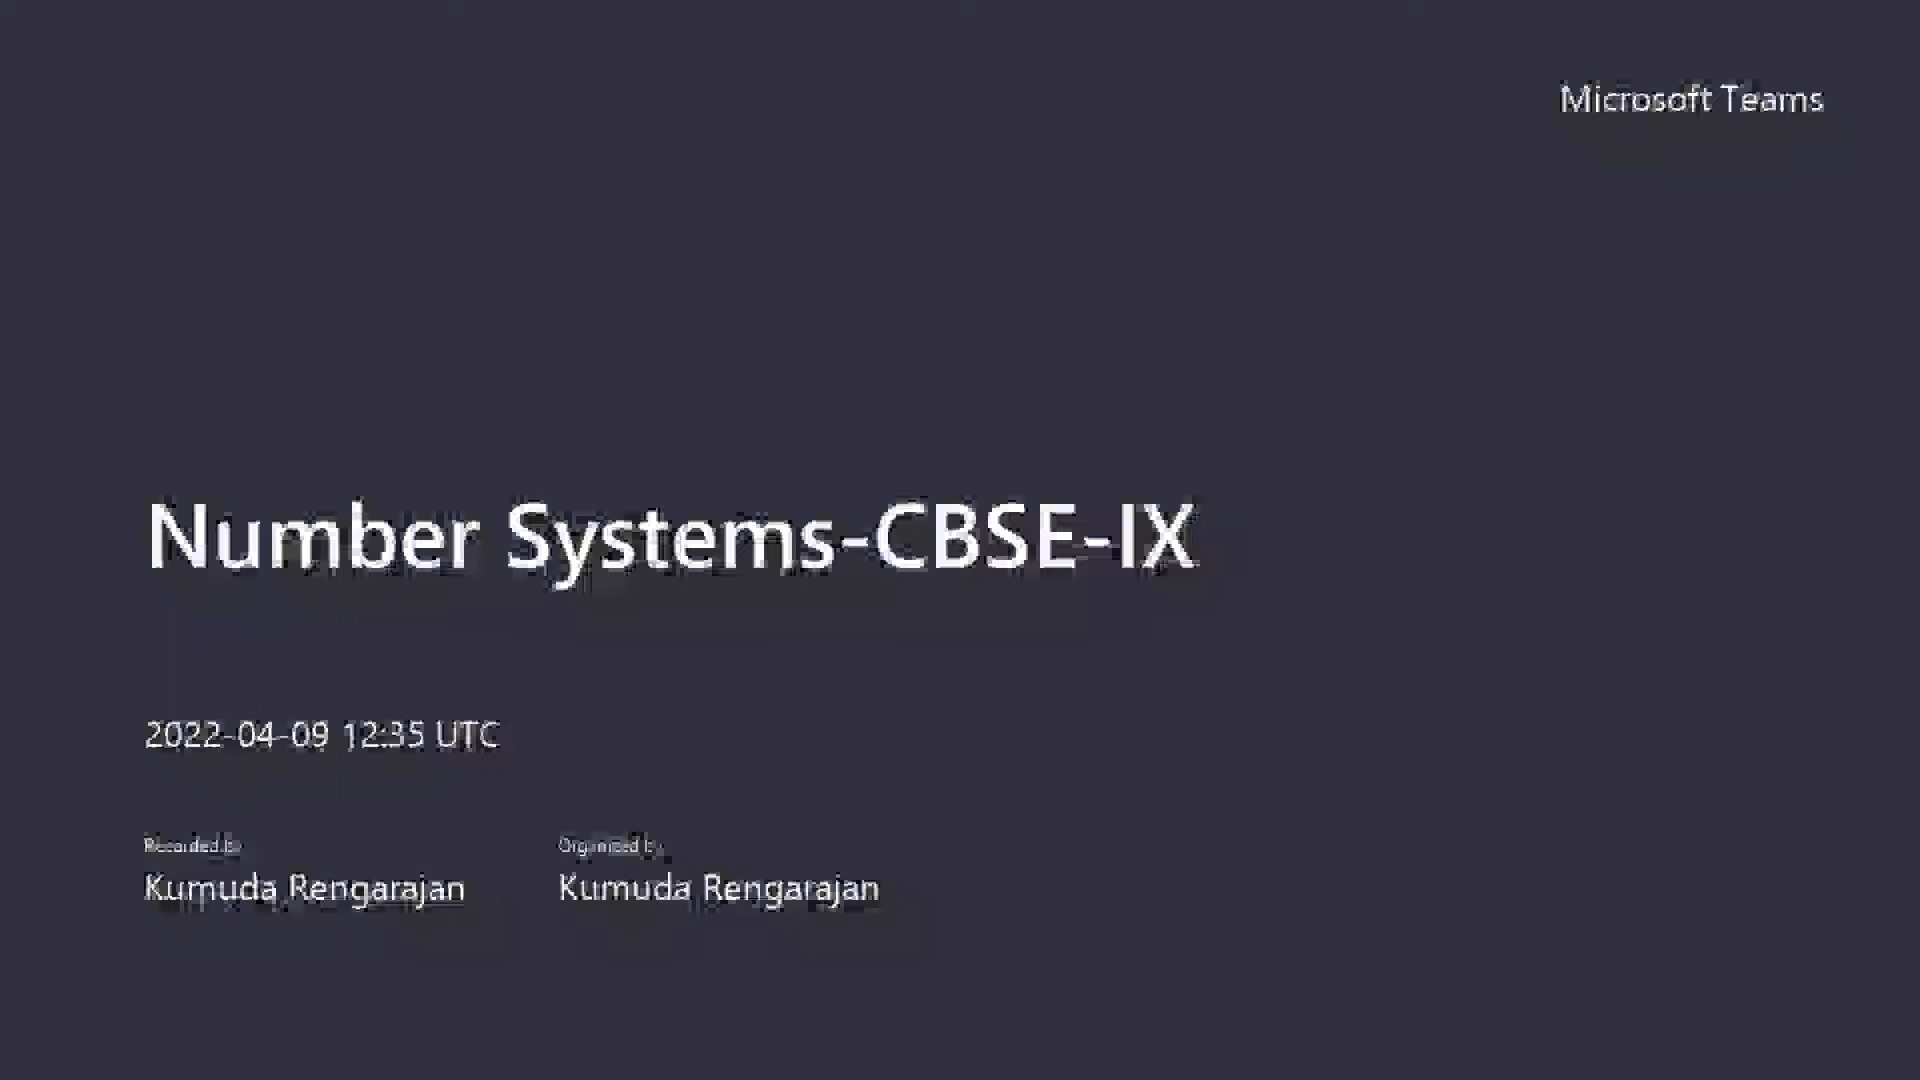 Microsoft Teams
Number Systems-CBSE-IX
2022-04-09 12:35 UTC
Recorded by
Organized by
Kumuda Rengarajan
Kumuda Rengarajan